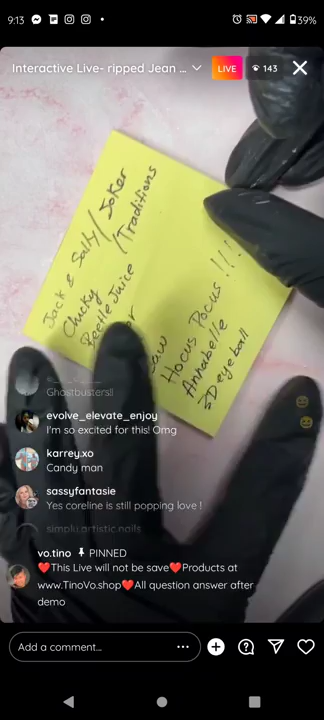 9:13
39%
Interactive Live- ripped Jean ...
LIVE
143
Jack & Sally / Joker
Chucky / Traditions
Beetle Juice
Hocus Pocus !!!
Annabelle
3D eyeball
Ghostbusters!!
evolve_elevate_enjoy
I'm so excited for this! Omg
karrey.xo
Candy man
sassyfantasie
Yes coreline is still popping love !
simply.artistic.nails
vo.tino PINNED
❤️This Live will not be save❤️Products at
www.TinoVo.shop❤️All question answer after
demo
Add a comment...